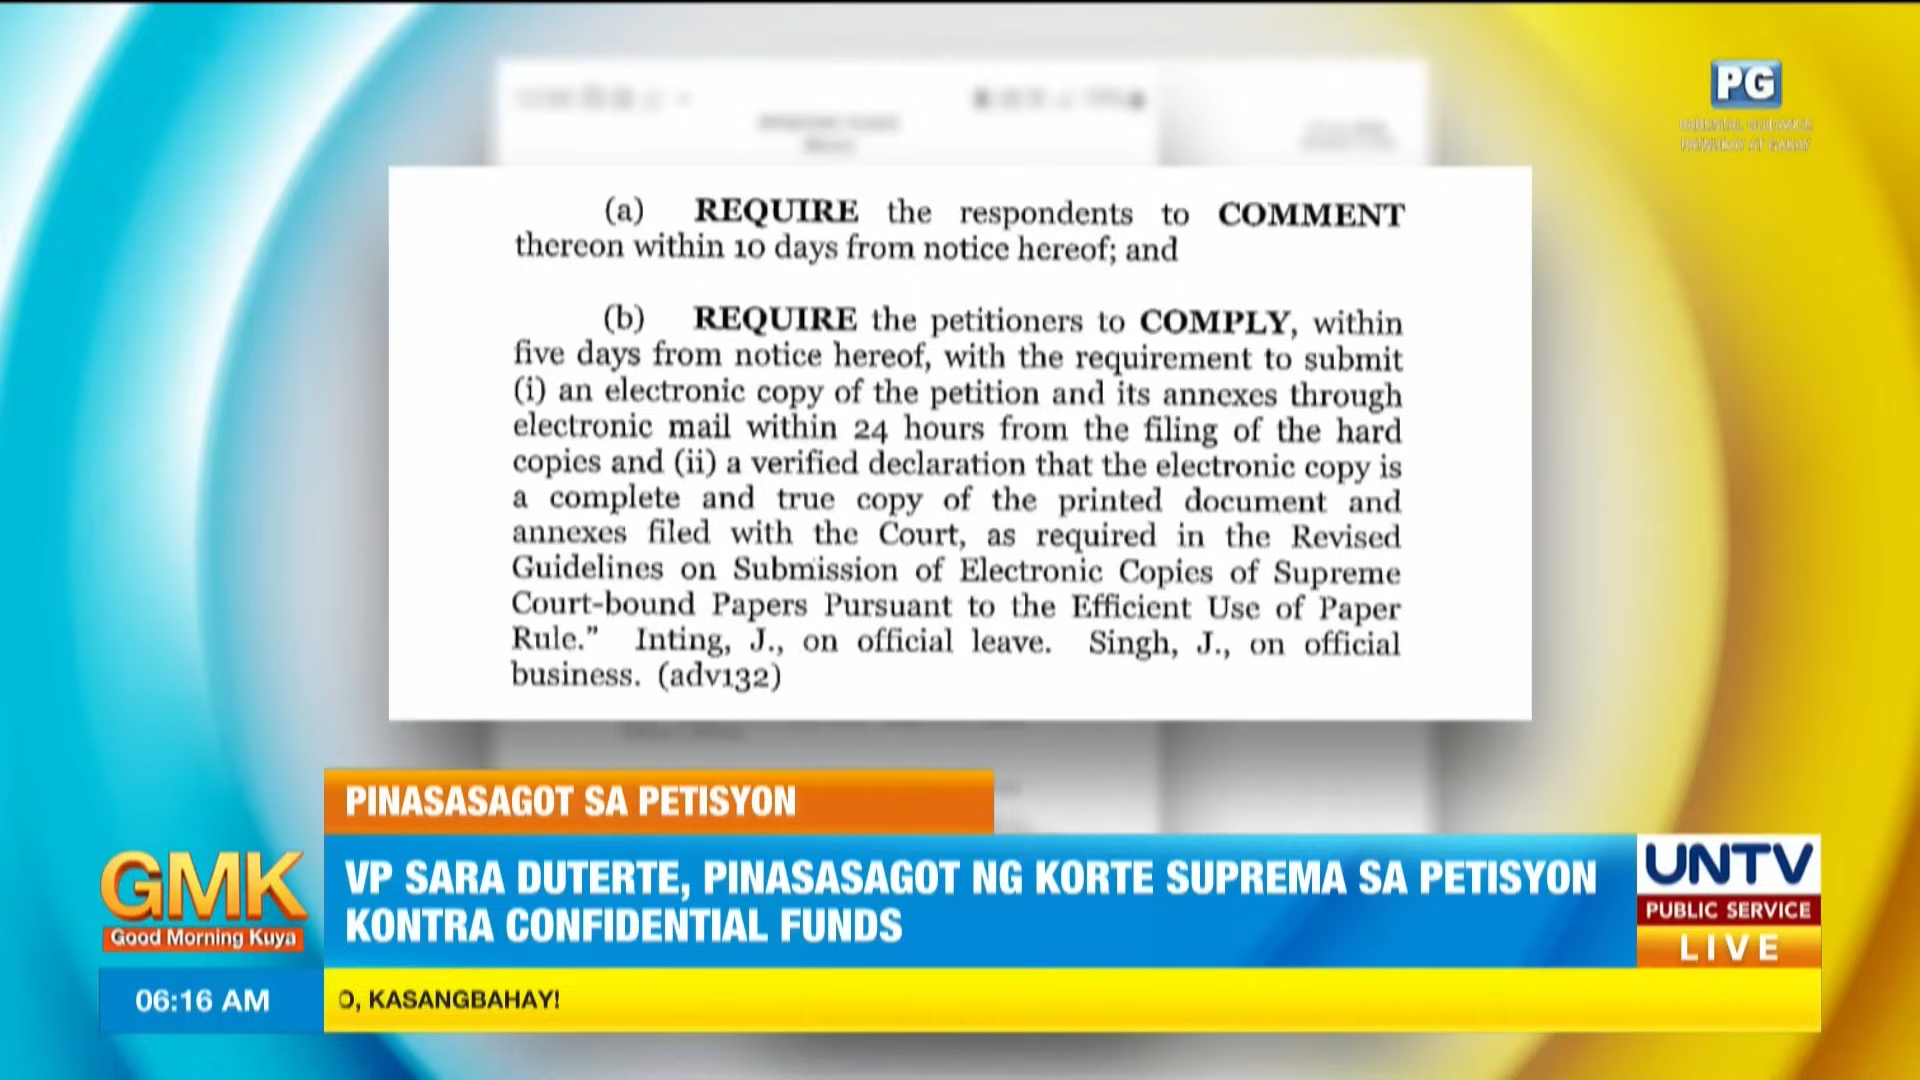 PG
PARENTAL GUIDANCE
PATNUBAY AT GABAY
(a) REQUIRE the respondents to COMMENT
thereon within 10 days from notice hereof; and
(b) REQUIRE the petitioners to COMPLY, within
five days from notice hereof, with the requirement to submit
(i) an electronic copy of the petition and its annexes through
electronic mail within 24 hours from the filing of the hard
copies and (ii) a verified declaration that the electronic copy is
a complete and true copy of the printed document and
annexes filed with the Court, as required in the Revised
Guidelines on Submission of Electronic Copies of Supreme
Court-bound Papers Pursuant to the Efficient Use of Paper
Rule.” Inting, J., on official leave. Singh, J., on official
business. (adv132)
PINASASAGOT SA PETISYON
VP SARA DUTERTE, PINASASAGOT NG KORTE SUPREMA SA PETISYON
KONTRA CONFIDENTIAL FUNDS
GMK
Good Morning Kuya
UNTV
PUBLIC SERVICE
LIVE
06:16 AM
O, KASANGBAHAY!